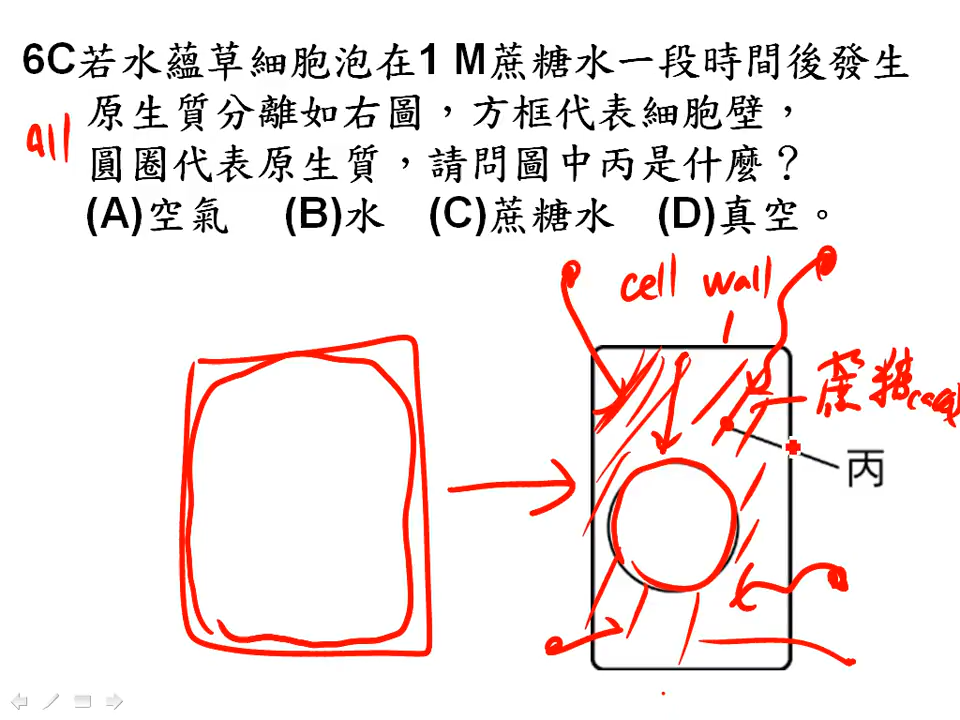 6C若水蘊草細胞泡在1 M蔗糖水一段時間後發生
原生質分離如右圖，方框代表細胞壁，
all
圓圈代表原生質，請問圖中丙是什麼？
(A)空氣 (B)水 (C)蔗糖水 (D)真空。
cell wall
蔗糖(aq)
丙